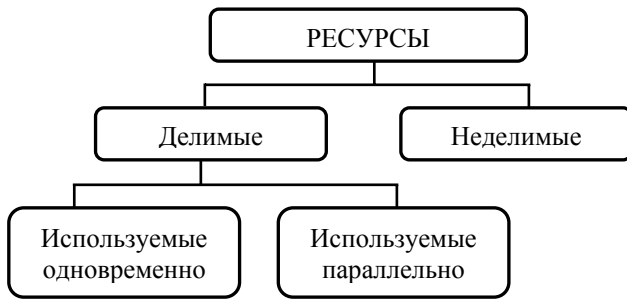 РЕСУРСЫ
Делимые
Неделимые
Используемые
одновременно
Используемые
параллельно